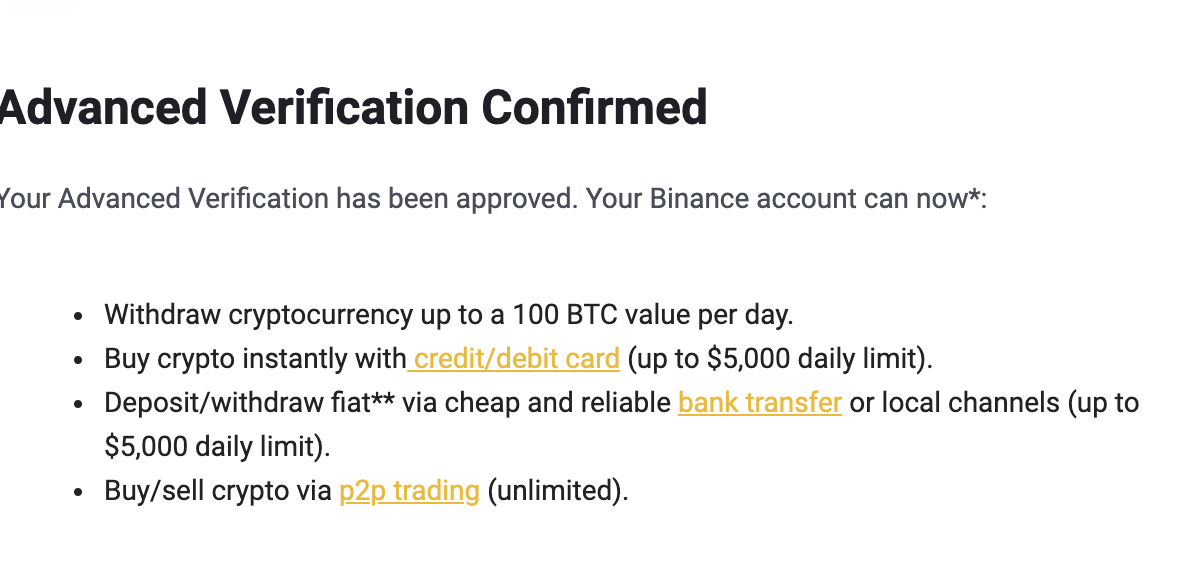 Advanced Verification Confirmed
Your Advanced Verification has been approved. Your Binance account can now*:
• Withdraw cryptocurrency up to a 100 BTC value per day.
• Buy crypto instantly with credit/debit card (up to $5,000 daily limit).
• Deposit/withdraw fiat** via cheap and reliable bank transfer or local channels (up to
$5,000 daily limit).
• Buy/sell crypto via p2p trading (unlimited).